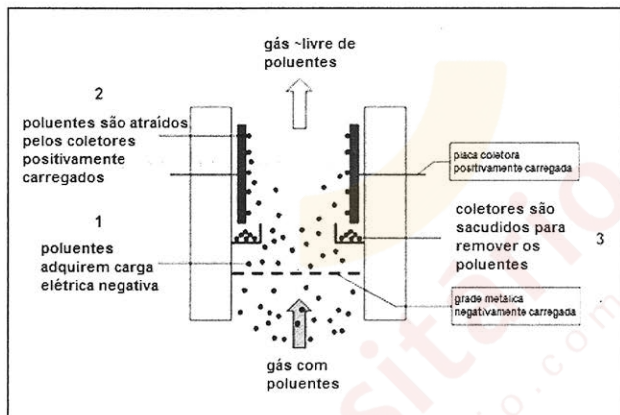 gás ~livre de
poluentes
2
poluentes são atraídos
pelos coletores
positivamente
carregados
placa coletora
positivamente carregada
1
poluentes
adquirem carga
elétrica negativa
coletores são
sacudidos para
remover os
poluentes
3
grade metálica
negativamente carregada
gás com
poluentes